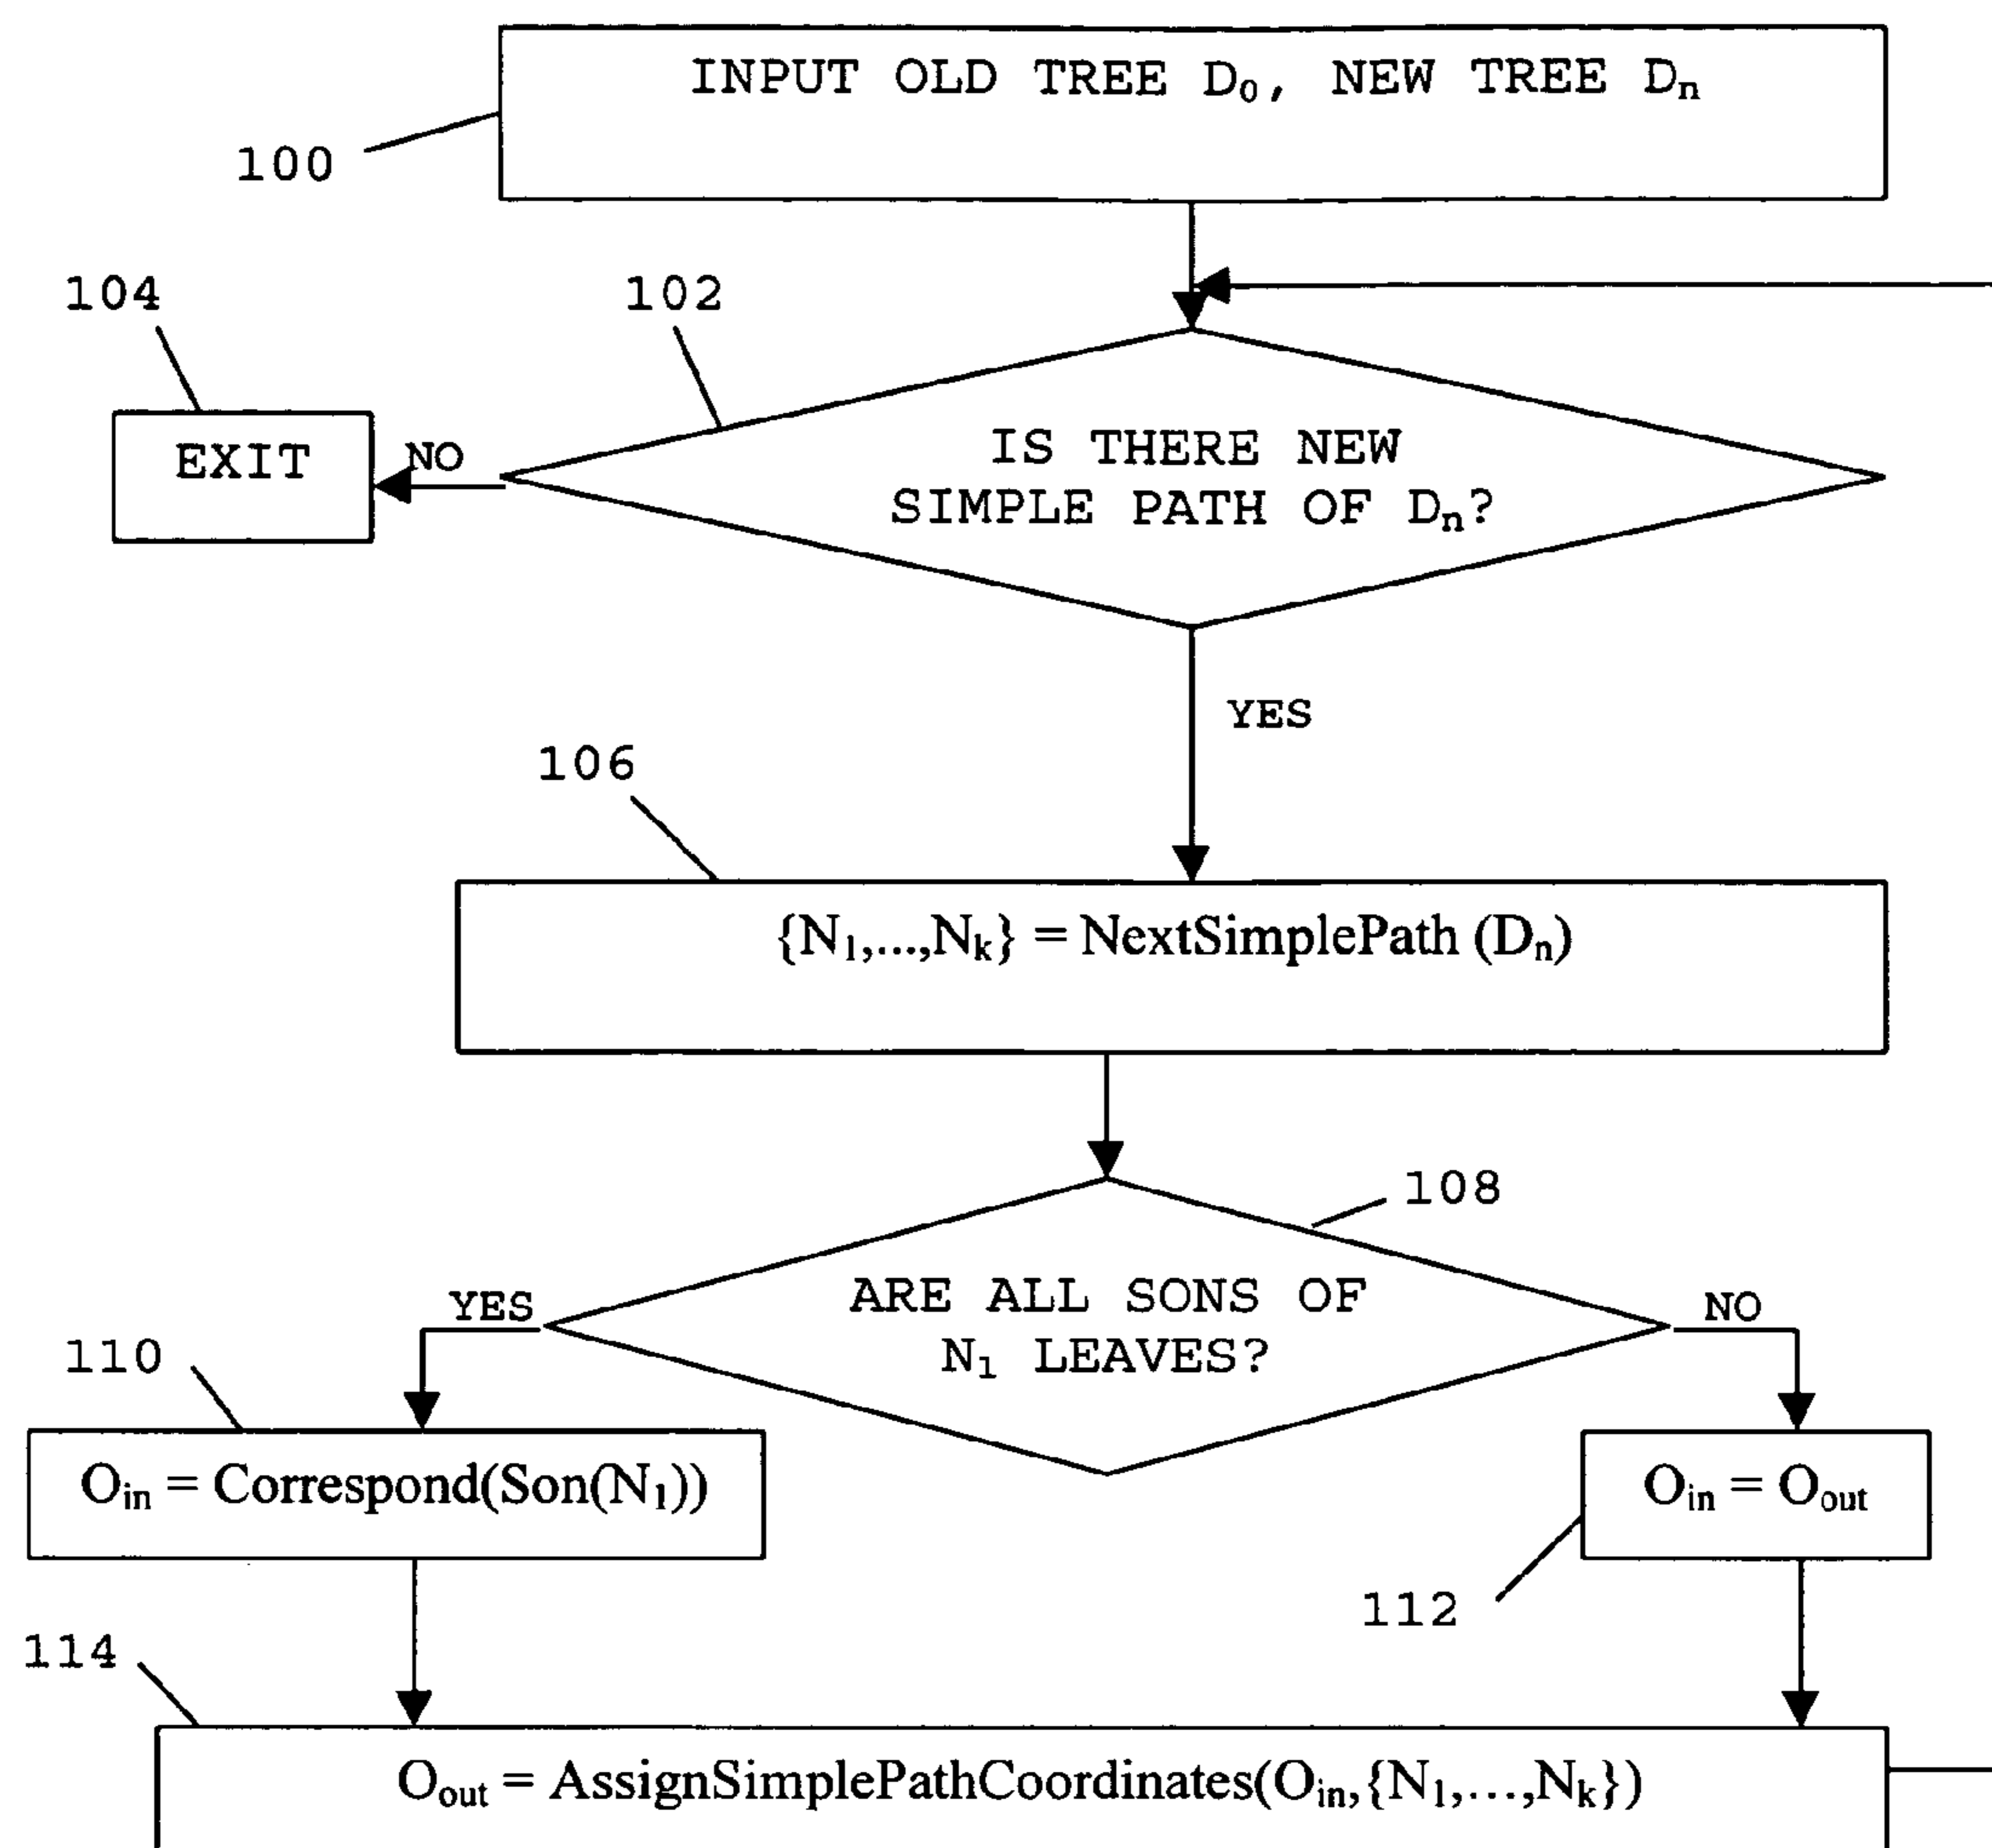 INPUT OLD TREE D₀, NEW TREE Dₙ
100
104
102
EXIT
NO
IS THERE NEW
SIMPLE PATH OF Dₙ?
YES
106
{N₁,...,Nₖ} = NextSimplePath (Dₙ)
108
YES
ARE ALL SONS OF
N₁ LEAVES?
NO
110
Oᵢₙ = Correspond(Son(N₁))
Oᵢₙ = Oₒᵤₜ
112
114
Oₒᵤₜ = AssignSimplePathCoordinates(Oᵢₙ,{N₁,...,Nₖ})